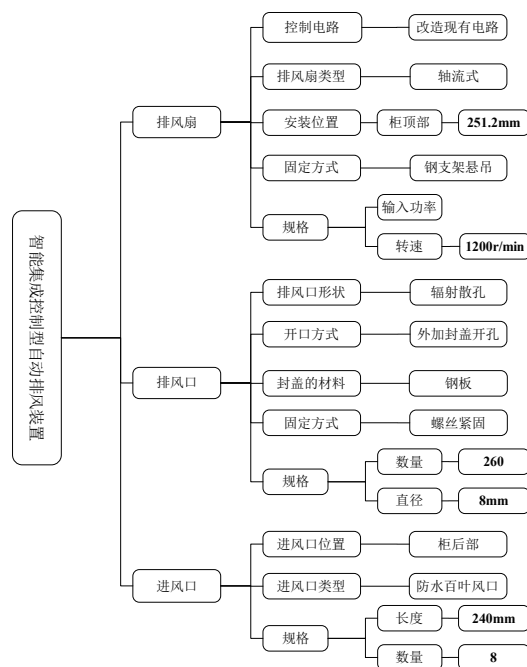 智能集成控制型自动排风装置
排风扇
控制电路
改造现有电路
排风扇类型
轴流式
安装位置
柜顶部
251.2mm
固定方式
钢支架悬吊
规格
输入功率
转速
1200r/min
排风口
排风口形状
辐射散孔
开口方式
外加封盖开孔
封盖的材料
钢板
固定方式
螺丝紧固
规格
数量
260
直径
8mm
进风口
进风口位置
柜后部
进风口类型
防水百叶风口
规格
长度
240mm
数量
8